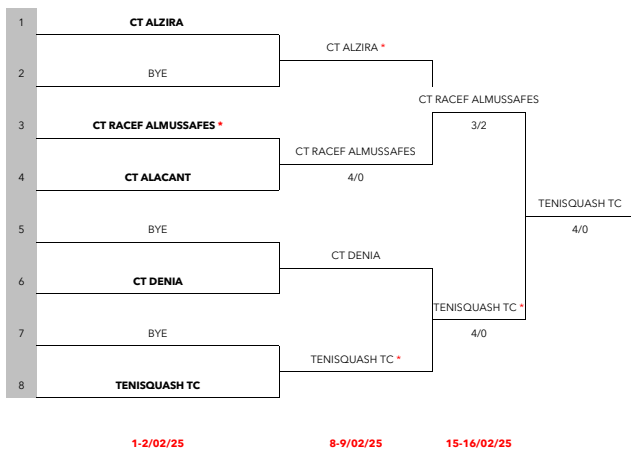 1 CT ALZIRA
CT ALZIRA *
2 BYE
CT RACEF ALMUSSAFES
3 CT RACEF ALMUSSAFES * 3/2
CT RACEF ALMUSSAFES
4 CT ALACANT 4/0
TENISQUASH TC
5 BYE 4/0
CT DENIA
6 CT DENIA
TENISQUASH TC *
7 BYE 4/0
TENISQUASH TC *
8 TENISQUASH TC
1-2/02/25 8-9/02/25 15-16/02/25